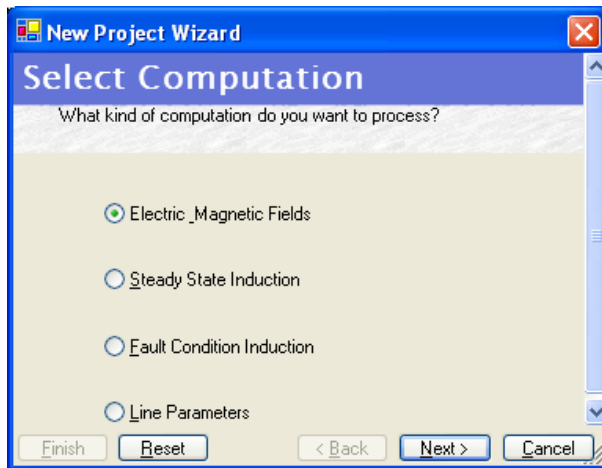 New Project Wizard
Select Computation
What kind of computation do you want to process?
Electric _Magnetic Fields
Steady State Induction
Fault Condition Induction
Line Parameters
Finish Reset < Back Next > Cancel